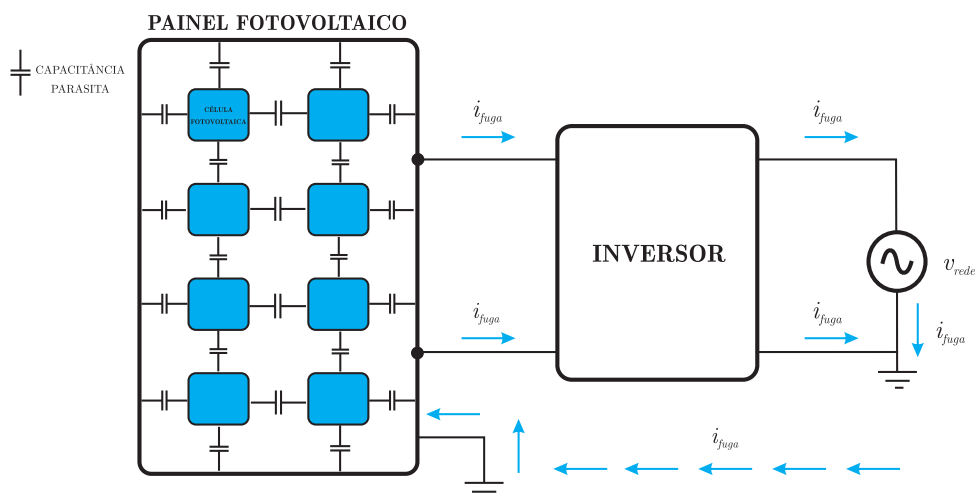 PAINEL FOTOVOLTAICO
CAPACITÂNCIA
PARASITA
CÉLULA
FOTOVOLTAICA
i_fuga
i_fuga
INVERSOR
v_rede
i_fuga
i_fuga
i_fuga
i_fuga